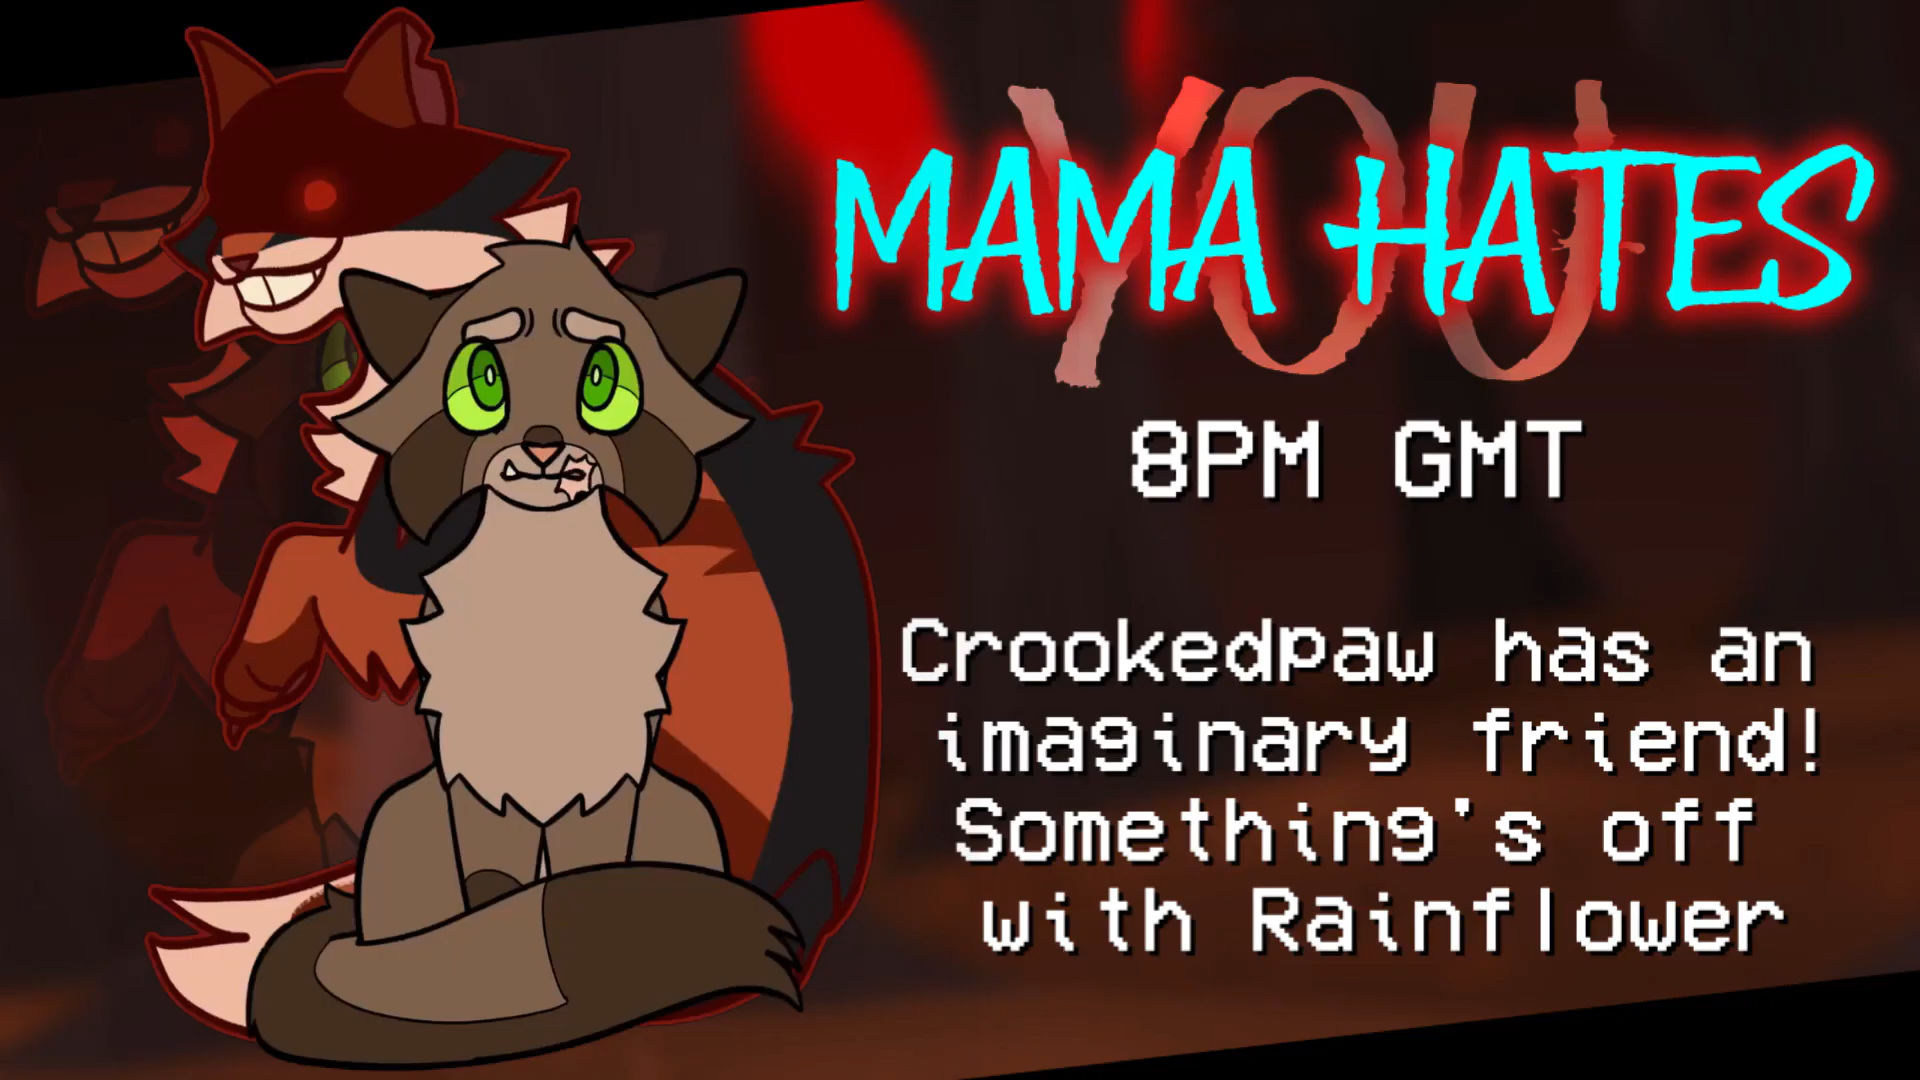 MAMA HATES
YOU
8PM GMT
Crookedpaw has an
imaginary friend!
Something's off
with Rainflower